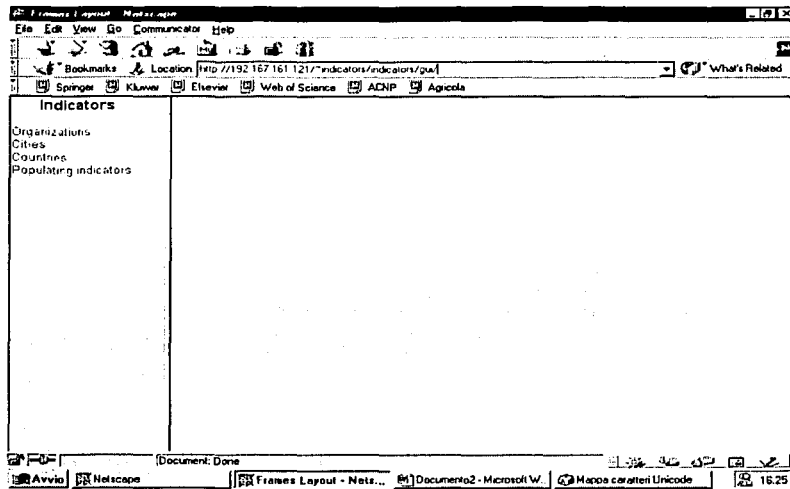 Frames Layout - Netscape
File Edit View Go Communicator Help
Bookmarks Location http://192.167.161.121/~indicators/indicators/gui/ What's Related
Springer Kluwer Elsevier Web of Science ACNP Agricola
Indicators
Organizations
Cities
Countries
Populating indicators
Document: Done
Avvio Netscape Frames Layout - Nets... Documento2 - Microsoft W... Mappa caratteri Unicode 16.25